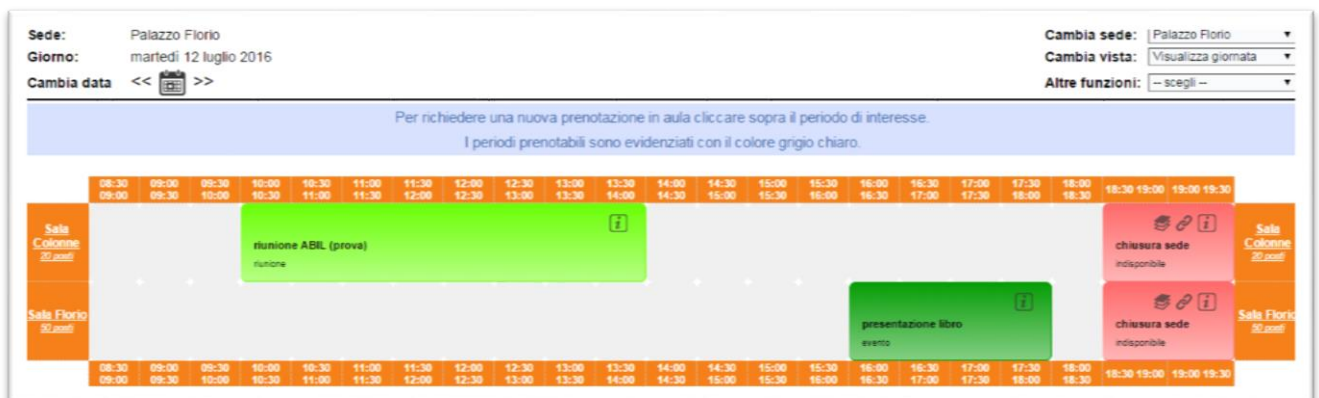 Sede: Palazzo Florio Cambia sede: Palazzo Florio
Giorno: martedì 12 luglio 2016 Cambia vista: Visualizza giornata
Cambia data << >> Altre funzioni: -- scegli --
Per richiedere una nuova prenotazione in aula cliccare sopra il periodo di interesse.
I periodi prenotabili sono evidenziati con il colore grigio chiaro.
08:30 09:00 09:30 10:00 10:30 11:00 11:30 12:00 12:30 13:00 13:30 14:00 14:30 15:00 15:30 16:00 16:30 17:00 17:30 18:00 18:30 19:00 19:00 19:30
09:00 09:30 10:00 10:30 11:00 11:30 12:00 12:30 13:00 13:30 14:00 14:30 15:00 15:30 16:00 16:30 17:00 17:30 18:00 18:30
Sala Colonne
20 posti
riunione ABIL (prova)
riunione
chiusura sede
indisponibile
Sala Colonne
20 posti
Sala Florio
50 posti
presentazione libro
evento
chiusura sede
indisponibile
Sala Florio
50 posti
08:30 09:00 09:30 10:00 10:30 11:00 11:30 12:00 12:30 13:00 13:30 14:00 14:30 15:00 15:30 16:00 16:30 17:00 17:30 18:00 18:30 19:00 19:00 19:30
09:00 09:30 10:00 10:30 11:00 11:30 12:00 12:30 13:00 13:30 14:00 14:30 15:00 15:30 16:00 16:30 17:00 17:30 18:00 18:30